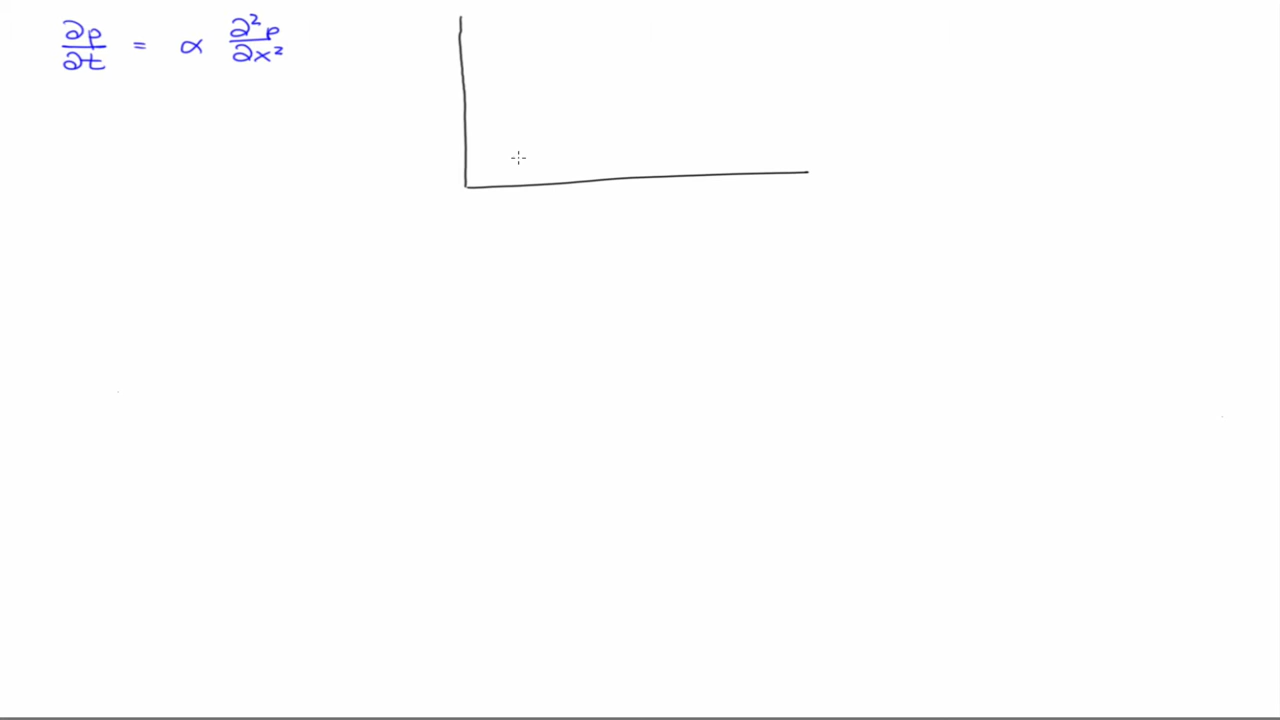 ∂p/∂t = α ∂²p/∂x²